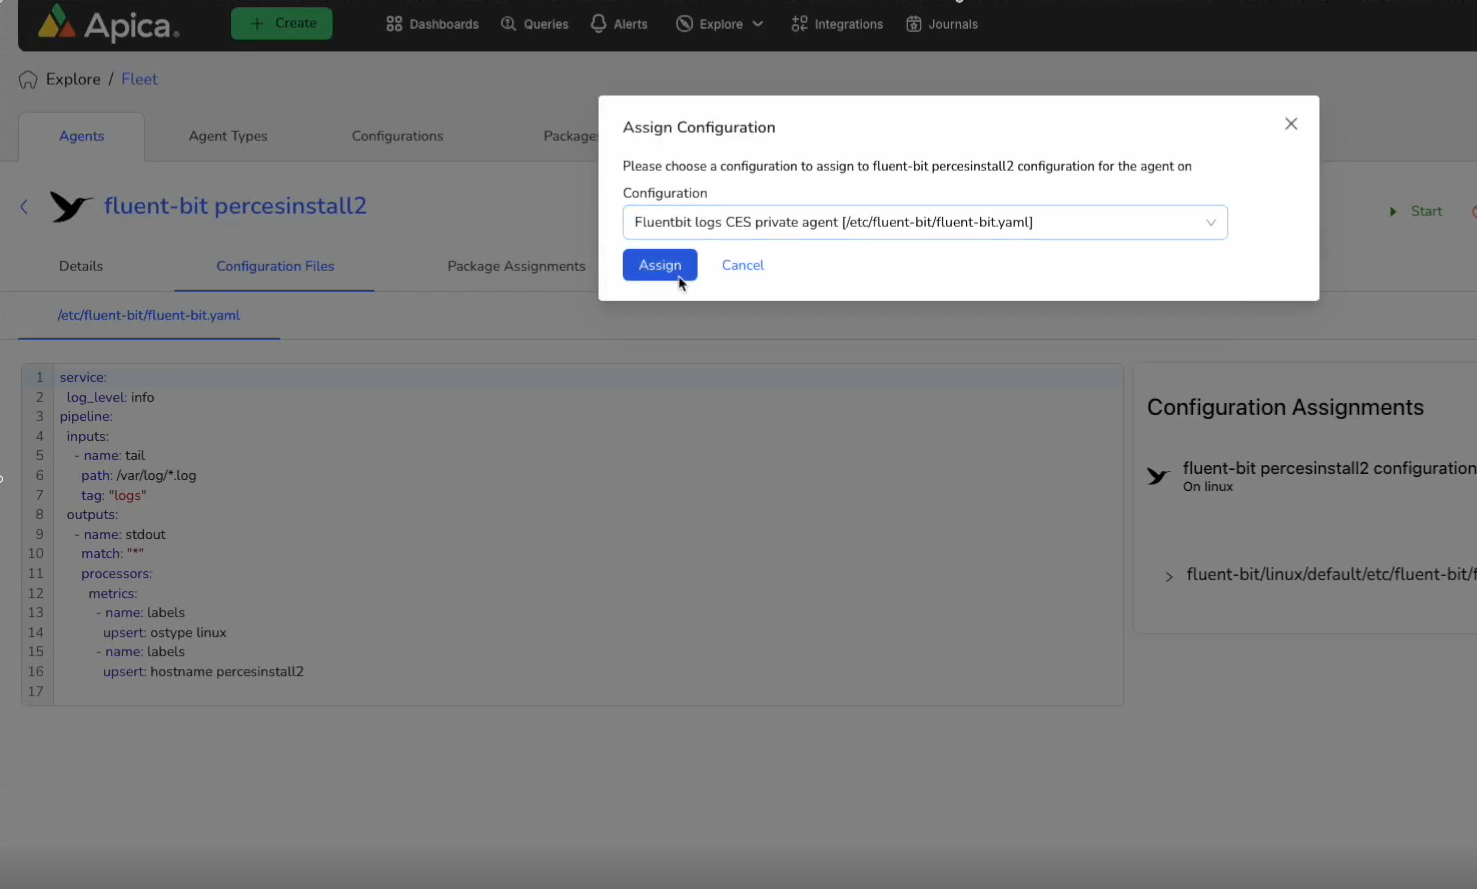 Apica
+ Create
Dashboards
Queries
Alerts
Explore
Integrations
Journals
Explore / Fleet
Agents
Agent Types
Configurations
fluent-bit percesinstall2
Start
Details
Configuration Files
Package Assignments
/etc/fluent-bit/fluent-bit.yaml
Assign Configuration
Please choose a configuration to assign to fluent-bit percesinstall2 configuration for the agent on
Configuration
Fluentbit logs CES private agent [/etc/fluent-bit/fluent-bit.yaml]
Assign
Cancel
1 service:
2 log_level: info
3 pipeline:
4 inputs:
5 - name: tail
6 path: /var/log/*.log
7 tag: "logs"
8 outputs:
9 - name: stdout
10 match: "*"
11 processors:
12 metrics:
13 - name: labels
14 upsert: ostype linux
15 - name: labels
16 upsert: hostname percesinstall2
17
Configuration Assignments
fluent-bit percesinstall2 configuration
On linux
fluent-bit/linux/default/etc/fluent-bit/f